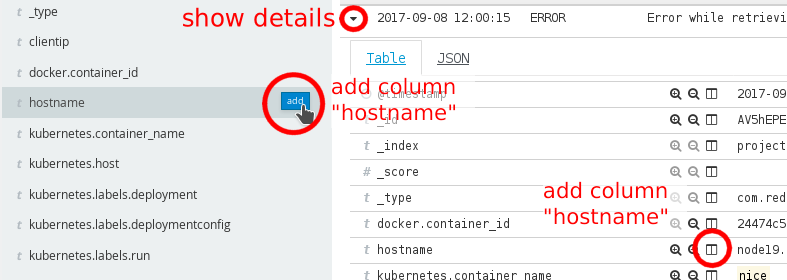 t _type
t clientip
t docker.container_id
t hostname add
t kubernetes.container_name
t kubernetes.host
t kubernetes.labels.deployment
t kubernetes.labels.deploymentconfig
t kubernetes.labels.run
show details
2017-09-08 12:00:15 ERROR Error while retrievi
Table JSON
add column
"hostname"
@timestamp 2017-09
_id AV5hEPE
t _index project
# _score
t _type com.red
add column
"hostname"
t docker.container_id 24474c5
t hostname node19.
t kubernetes.container_name nice